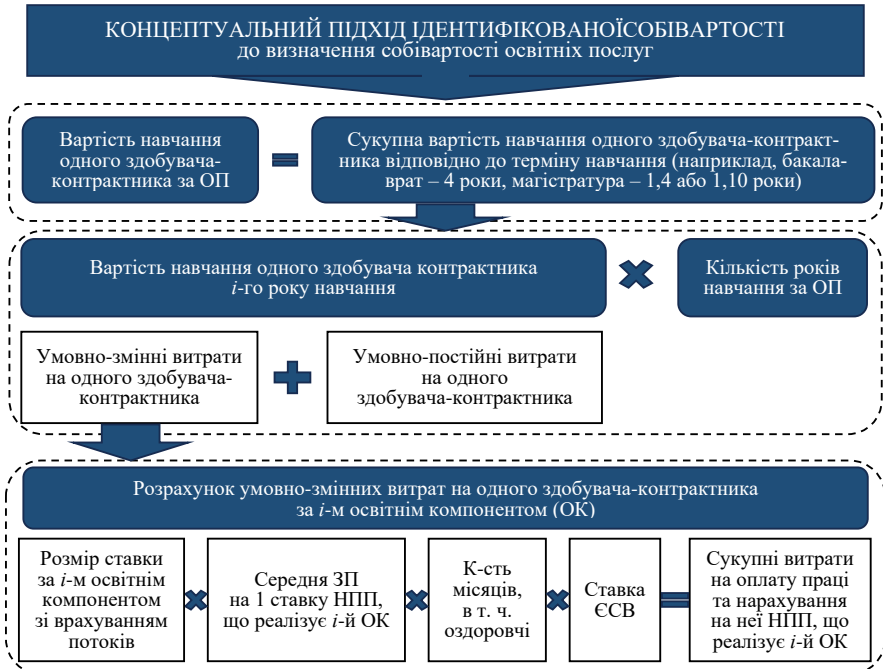 КОНЦЕПТУАЛЬНИЙ ПІДХІД ІДЕНТИФІКОВАНОЇСОБІВАРТОСТІ
до визначення собівартості освітніх послуг
Вартість навчання
одного здобувача-
контрактника за ОП
=
Сукупна вартість навчання одного здобувача-контракт-
ника відповідно до терміну навчання (наприклад, бакала-
врат – 4 роки, магістратура – 1,4 або 1,10 роки)
Вартість навчання одного здобувача контрактника
i-го року навчання
×
Кількість років
навчання за ОП
Умовно-змінні витрати
на одного здобувача-
контрактника
+
Умовно-постійні витрати
на одного
здобувача-контрактника
Розрахунок умовно-змінних витрат на одного здобувача-контрактника
за i-м освітнім компонентом (ОК)
Розмір ставки
за i-м освітнім
компонентом
зі врахуванням
потоків
×
Середня ЗП
на 1 ставку НПП,
що реалізує i-й ОК
×
К-сть
місяців,
в т. ч.
оздоровчі
×
Ставка
ЄСВ
=
Сукупні витрати
на оплату праці
та нарахування
на неї НПП, що
реалізує i-й ОК